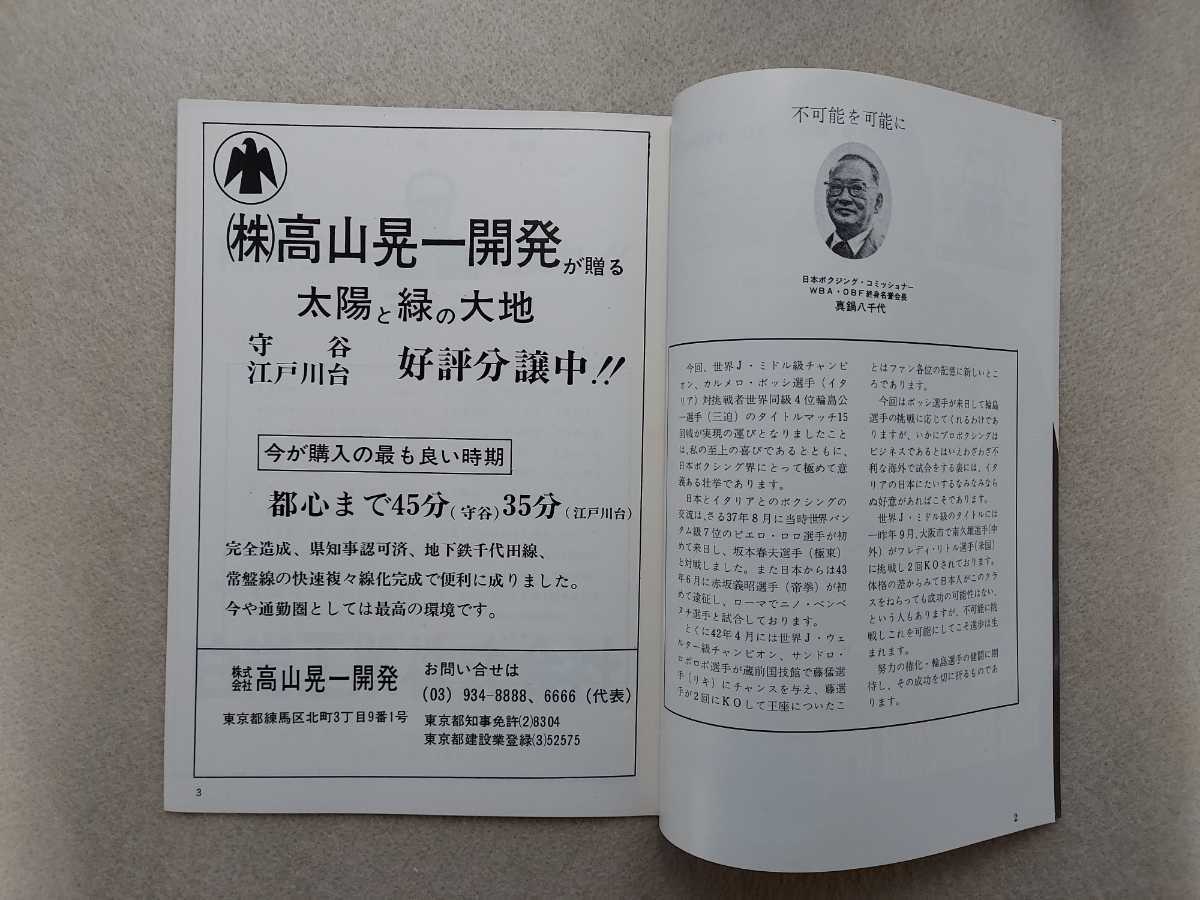 ㈱高山晃一開発が贈る
太陽と緑の大地
守谷
江戸川台
好評分譲中!!
今が購入の最も良い時期
都心まで45分(守谷)35分(江戸川台)
完全造成、県知事認可済、地下鉄千代田線、
常盤線の快速複々線化完成で便利に成りました。
今や通勤圏としては最高の環境です。
株式会社高山晃一開発
東京都練馬区北町3丁目9番1号
お問い合せは
(03) 934-8888、6666 (代表)
東京都知事免許(2)8304
東京都建設業登録(3)52575
3
不可能を可能に
日本ボクジング・コミッショナー
WBA・OBF終身名誉会長
真鍋八千代
今回、世界J・ミドル級チャンピ
オン、カルメロ・ボッシ選手(イタ
リア)対挑戦者世界同級4位輪島公
一選手(三迫)のタイトルマッチ15
回戦が実現の運びとなりましたこと
は、私の至上の喜びであるとともに、
日本ボクシング界にとって極めて意
義ある壮挙であります。
日本とイタリアとのボクシングの
交流は、さる37年8月に当時世界バン
タム級7位のピエロ・ロロ選手が初
めて来日し、坂本春夫選手(極東)
と対戦しました。また日本からは43
年6月に赤坂義昭選手(帝拳)が初
めて遠征し、ローマでニノ・ベンベ
ヌチ選手と試合しております。
とくに42年4月には世界J・ウェ
ルター級チャンピオン、サンドロ・
ロポロポ選手が蔵前国技館で藤猛選
手(リキ)にチャンスを与え、藤選
手が2回にKOして王座についたこ
とはファン各位の記憶に新しいとこ
ろであります。
今回はボッシ選手が来日して輪島
選手の挑戦に応じてくれるわけであ
りますが、いかにプロボクシングは
ビジネスであるとはいえわざわざ不
利な海外で試合をする裏には、イタ
リアの日本にたいするなみなみなら
ぬ好意があればこそであります。
世界J・ミドル級のタイトルには
一昨年9月、大阪市で南久雄選手(中
外)がフレディ・リトル選手(米国)
に挑戦し2回KOされております。
体格の差からみて日本人がこのクラ
スをねらっても成功の可能性はない、
という人もありますが、不可能に挑
戦しこれを可能にしてこそ進歩は生
まれます。
努力の権化・輪島選手の健闘に期
待し、その成功を切に祈るものであ
ります。
2